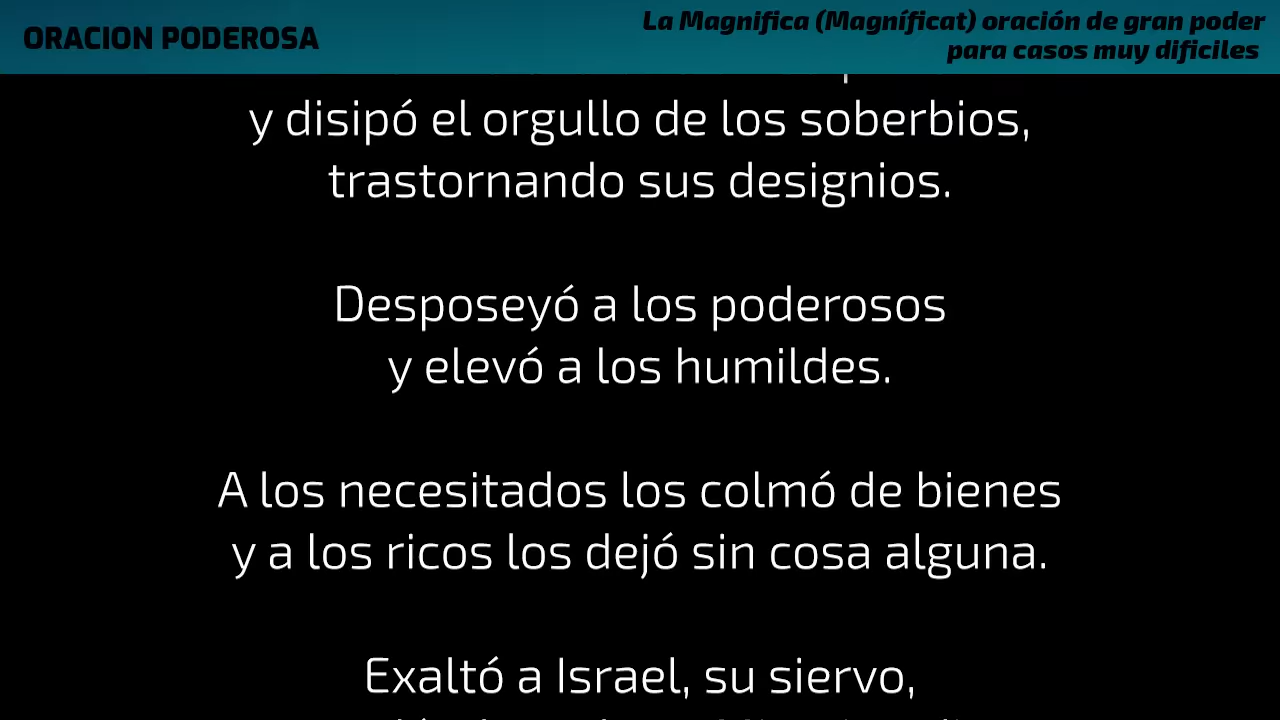 ORACION PODEROSA
La Magnifica (Magníficat) oración de gran poder
para casos muy dificiles
y disipó el orgullo de los soberbios,
trastornando sus designios.
Desposeyó a los poderosos
y elevó a los humildes.
A los necesitados los colmó de bienes
y a los ricos los dejó sin cosa alguna.
Exaltó a Israel, su siervo,